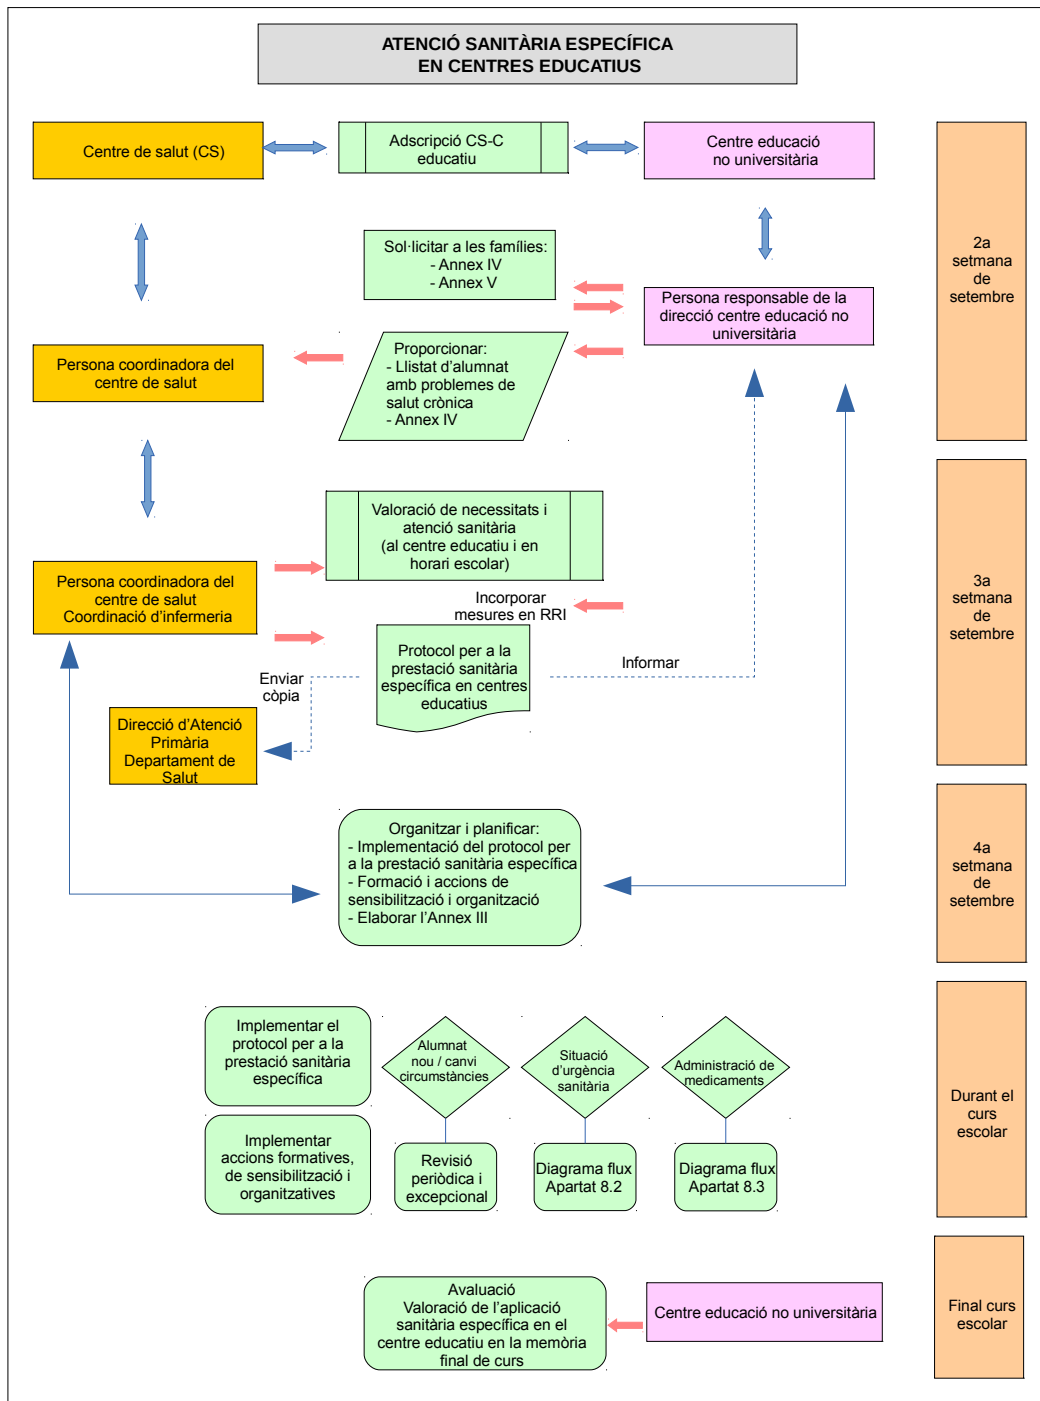 ATENCIÓ SANITÀRIA ESPECÍFICA
EN CENTRES EDUCATIUS
Centre de salut (CS)
Adscripció CS-C
educatiu
Centre educació
no universitària
2a
setmana
de
setembre
Sol·licitar a les famílies:
- Annex IV
- Annex V
Persona responsable de la
direcció centre educació no
universitària
Persona coordinadora del
centre de salut
Proporcionar:
- Llistat d'alumnat
amb problemes de
salut crònica
- Annex IV
Valoració de necessitats i
atenció sanitària
(al centre educatiu i en
horari escolar)
3a
setmana
de
setembre
Persona coordinadora del
centre de salut
Coordinació d'infermeria
Incorporar
mesures en RRI
Protocol per a la
prestació sanitària
específica en centres
educatius
Informar
Enviar
còpia
Direcció d'Atenció
Primària
Departament de
Salut
Organitzar i planificar:
- Implementació del protocol per
a la prestació sanitària específica
- Formació i accions de
sensibilització i organització
- Elaborar l'Annex III
4a
setmana
de
setembre
Implementar el
protocol per a la
prestació sanitària
específica
Alumnat
nou / canvi
circumstàncies
Situació
d'urgència
sanitària
Administració de
medicaments
Durant el
curs
escolar
Implementar
accions formatives,
de sensibilització i
organitzatives
Revisió
periòdica i
excepcional
Diagrama flux
Apartat 8.2
Diagrama flux
Apartat 8.3
Avaluació
Valoració de l'aplicació
sanitària específica en el
centre educatiu en la memòria
final de curs
Centre educació no universitària
Final curs
escolar